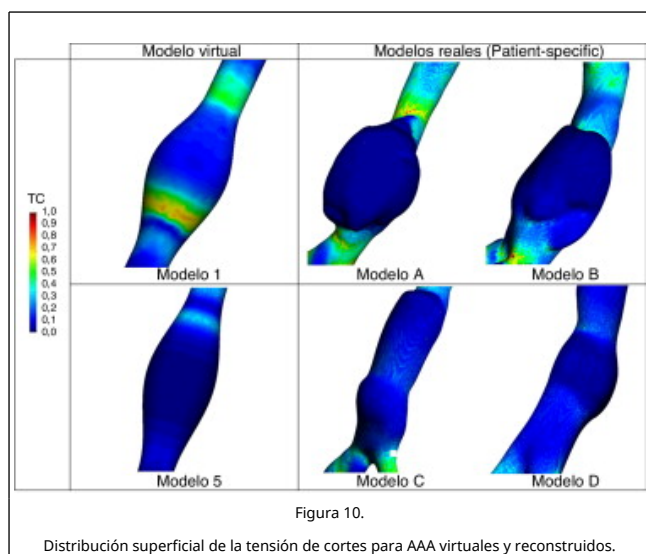 Modelo virtual
Modelos reales (Patient-specific)
TC
1,0
0,9
0,8
0,7
0,6
0,5
0,4
0,3
0,2
0,1
0,0
Modelo 1
Modelo A
Modelo B
Modelo 5
Modelo C
Modelo D
Figura 10.
Distribución superficial de la tensión de cortes para AAA virtuales y reconstruidos.